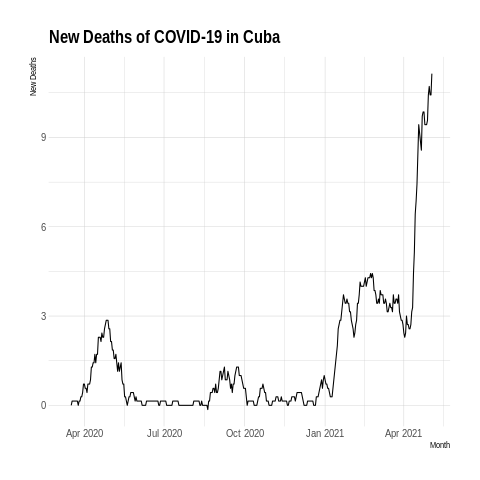 New Deaths of COVID-19 in Cuba
New Deaths
9
6
3
0
Apr 2020 Jul 2020 Oct 2020 Jan 2021 Apr 2021
Month